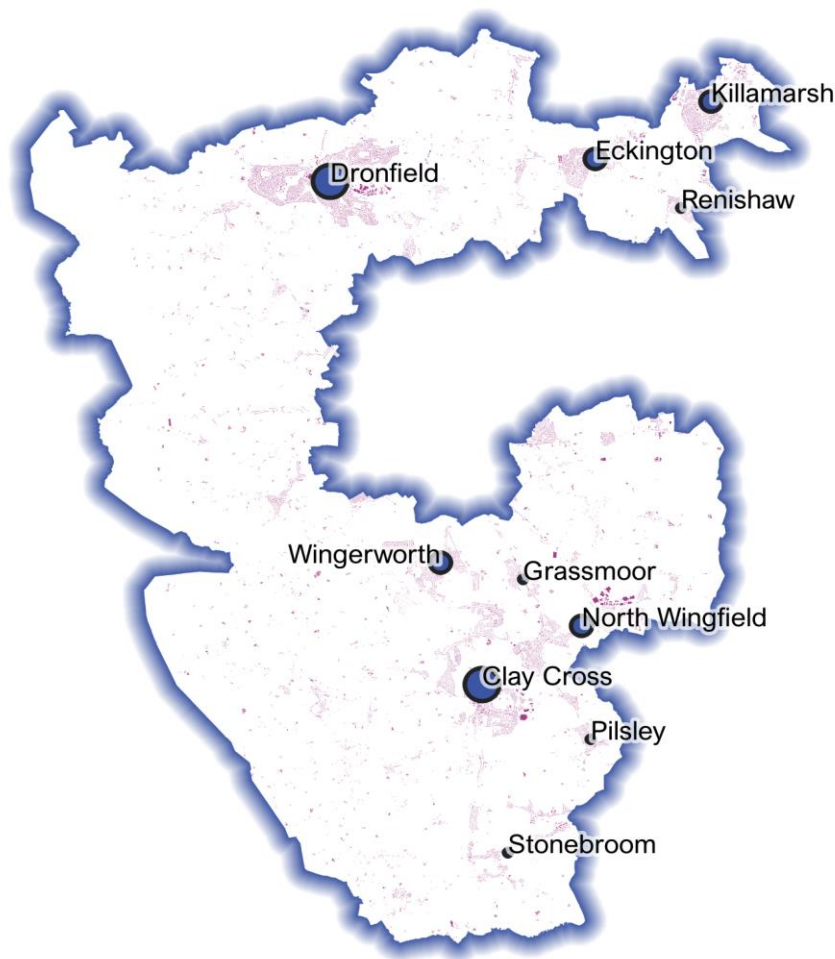 Killamarsh
Eckington
Dronfield
Renishaw
Wingerworth
Grassmoor
North Wingfield
Clay Cross
Pilsley
Stonebroom